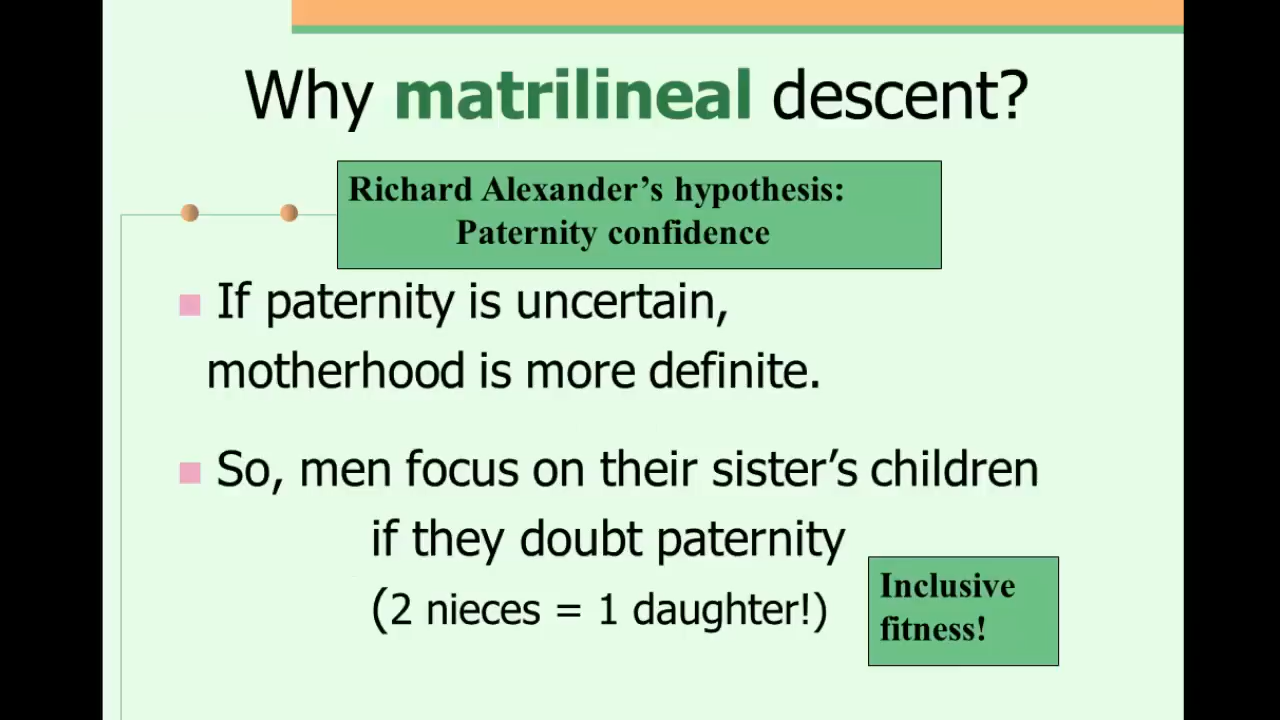 Why matrilineal descent?
Richard Alexander’s hypothesis:
Paternity confidence
If paternity is uncertain,
motherhood is more definite.
So, men focus on their sister’s children
if they doubt paternity
(2 nieces = 1 daughter!)
Inclusive
fitness!